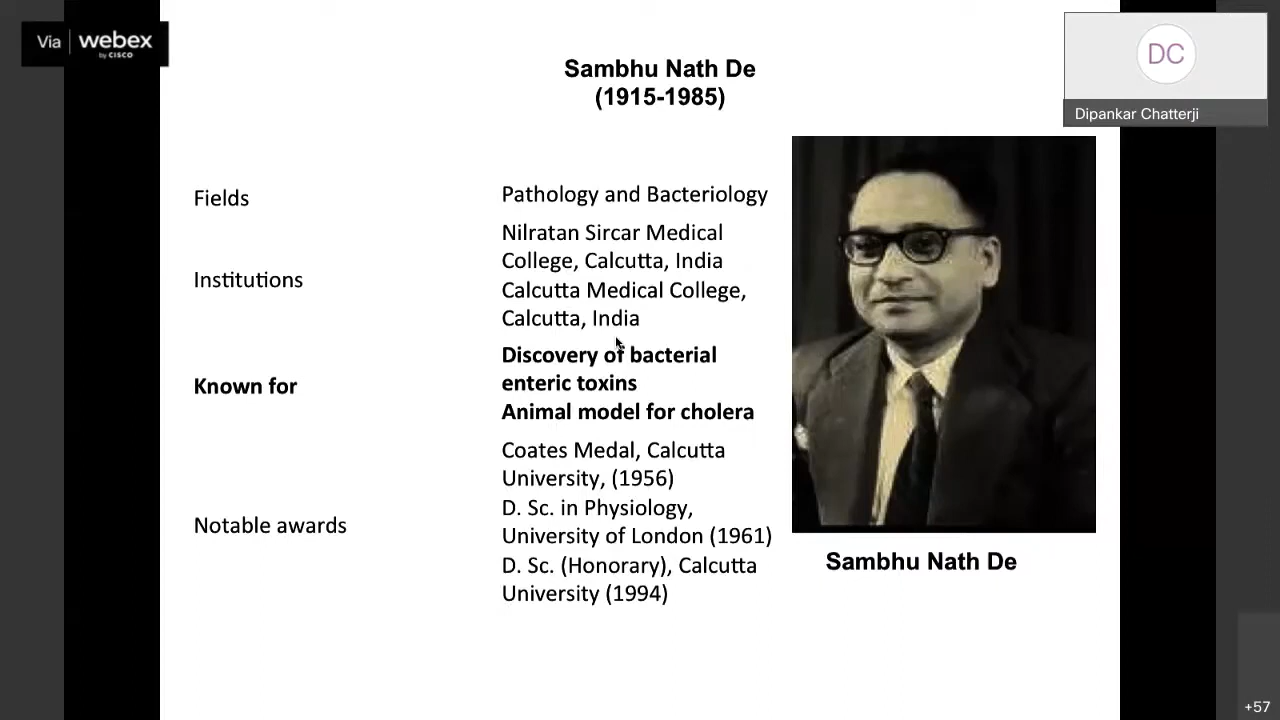 Via webex
by CISCO
DC
Dipankar Chatterji
Sambhu Nath De
(1915-1985)
Fields
Pathology and Bacteriology
Institutions
Nilratan Sircar Medical
College, Calcutta, India
Calcutta Medical College,
Calcutta, India
Known for
Discovery of bacterial
enteric toxins
Animal model for cholera
Notable awards
Coates Medal, Calcutta
University, (1956)
D. Sc. in Physiology,
University of London (1961)
D. Sc. (Honorary), Calcutta
University (1994)
Sambhu Nath De
+57